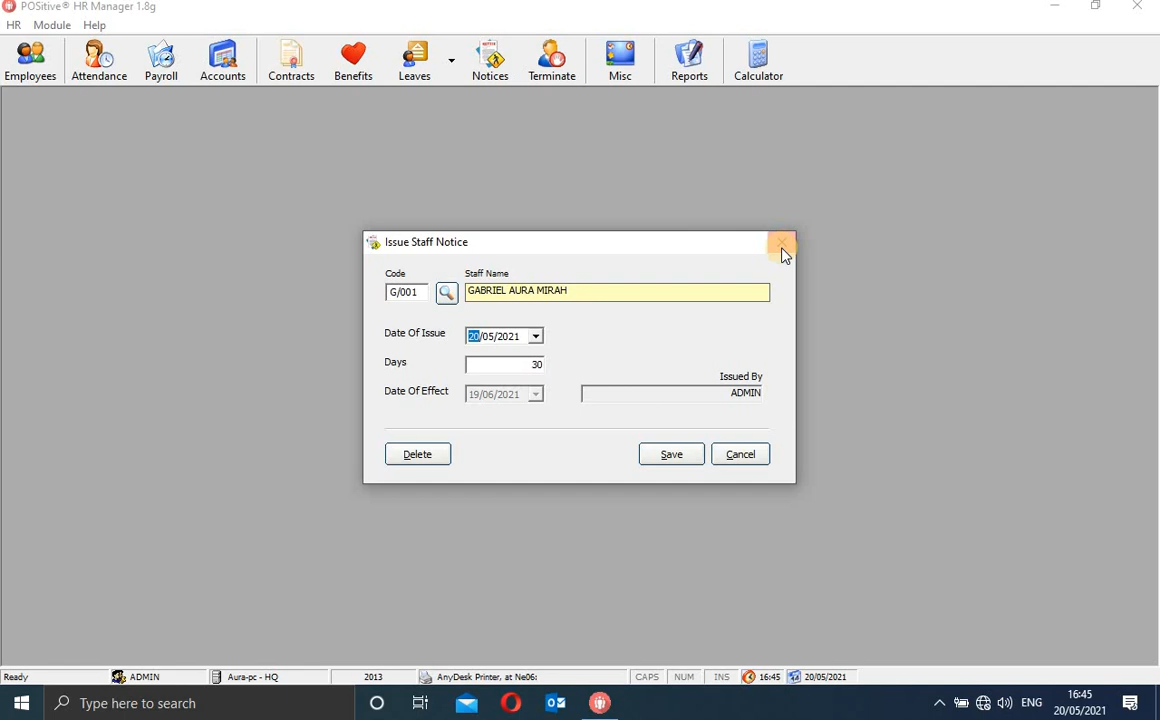 POSitive® HR Manager 1.8g
HR Module Help
Employees Attendance Payroll Accounts Contracts Benefits Leaves Notices Terminate Misc Reports Calculator
Issue Staff Notice
Code Staff Name
G/001 GABRIEL AURA MIRAH
Date Of Issue 20/05/2021
Days 30
Issued By
Date Of Effect 19/06/2021 ADMIN
Delete Save Cancel
Ready ADMIN Aura-pc - HQ 2013 AnyDesk Printer, at Ne06: CAPS NUM INS 16:45 20/05/2021
Type here to search ENG 16:45
20/05/2021